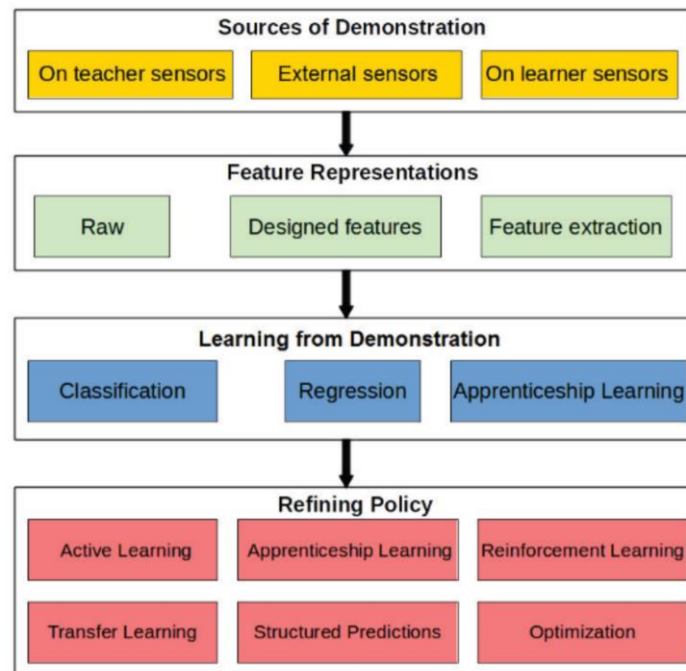 Sources of Demonstration
On teacher sensors External sensors On learner sensors
Feature Representations
Raw Designed features Feature extraction
Learning from Demonstration
Classification Regression Apprenticeship Learning
Refining Policy
Active Learning Apprenticeship Learning Reinforcement Learning
Transfer Learning Structured Predictions Optimization